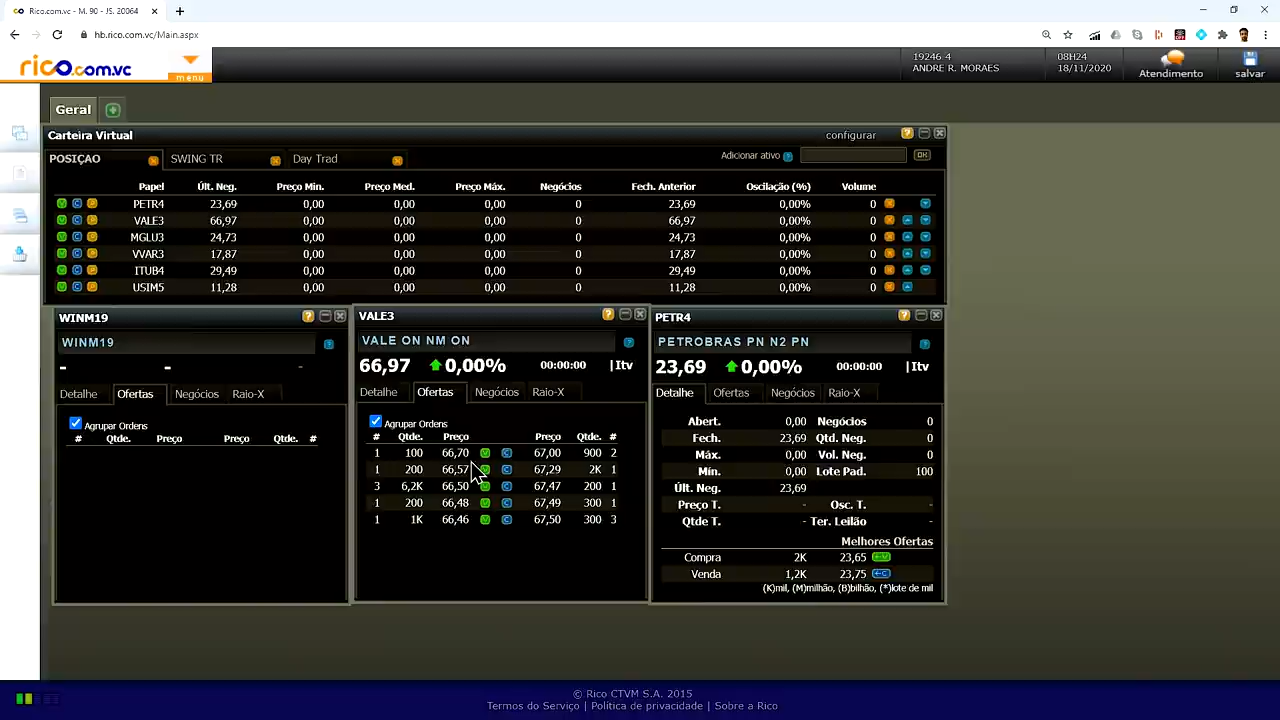 Rico.com.vc - M. 90 - JS. 20064
hb.rico.com.vc/Main.aspx
rico.com.vc
menu
19246-4
ANDRE R. MORAES
08H24
18/11/2020
Atendimento
salvar
Geral
Carteira Virtual
configurar
POSIÇAO
SWING TR
Day Trad
Adicionar ativo
OK
Papel Últ. Neg. Preço Mín. Preço Med. Preço Máx. Negócios Fech. Anterior Oscilação (%) Volume
V C PETR4 23,69 0,00 0,00 0,00 0 23,69 0,00% 0
V C VALE3 66,97 0,00 0,00 0,00 0 66,97 0,00% 0
V C MGLU3 24,73 0,00 0,00 0,00 0 24,73 0,00% 0
V C VVAR3 17,87 0,00 0,00 0,00 0 17,87 0,00% 0
V C ITUB4 29,49 0,00 0,00 0,00 0 29,49 0,00% 0
V C USIM5 11,28 0,00 0,00 0,00 0 11,28 0,00% 0
WINM19
WINM19
- - -
Detalhe Ofertas Negócios Raio-X
Agrupar Ordens
# Qtde. Preço Preço Qtde. #
VALE3
VALE ON NM ON
66,97 0,00% 00:00:00 |Itv
Detalhe Ofertas Negócios Raio-X
Agrupar Ordens
# Qtde. Preço Preço Qtde. #
1 100 66,70 V C 67,00 900 2
1 200 66,57 C 67,29 2K 1
3 6,2K 66,50 V C 67,47 200 1
1 200 66,48 V C 67,49 300 1
1 1K 66,46 V C 67,50 300 3
PETR4
PETROBRAS PN N2 PN
23,69 0,00% 00:00:00 |Itv
Detalhe Ofertas Negócios Raio-X
Abert. 0,00 Negócios 0
Fech. 23,69 Qtd. Neg. 0
Máx. 0,00 Vol. Neg. 0
Mín. 0,00 Lote Pad. 100
Últ. Neg. 23,69
Preço T. - Osc. T. -
Qtde T. - Ter. Leilão -
Melhores Ofertas
Compra 2K 23,65 V
Venda 1,2K 23,75 C
(K)mil, (M)milhão, (B)bilhão, (*)lote de mil
© Rico CTVM S.A. 2015
Termos do Serviço | Política de privacidade | Sobre a Rico